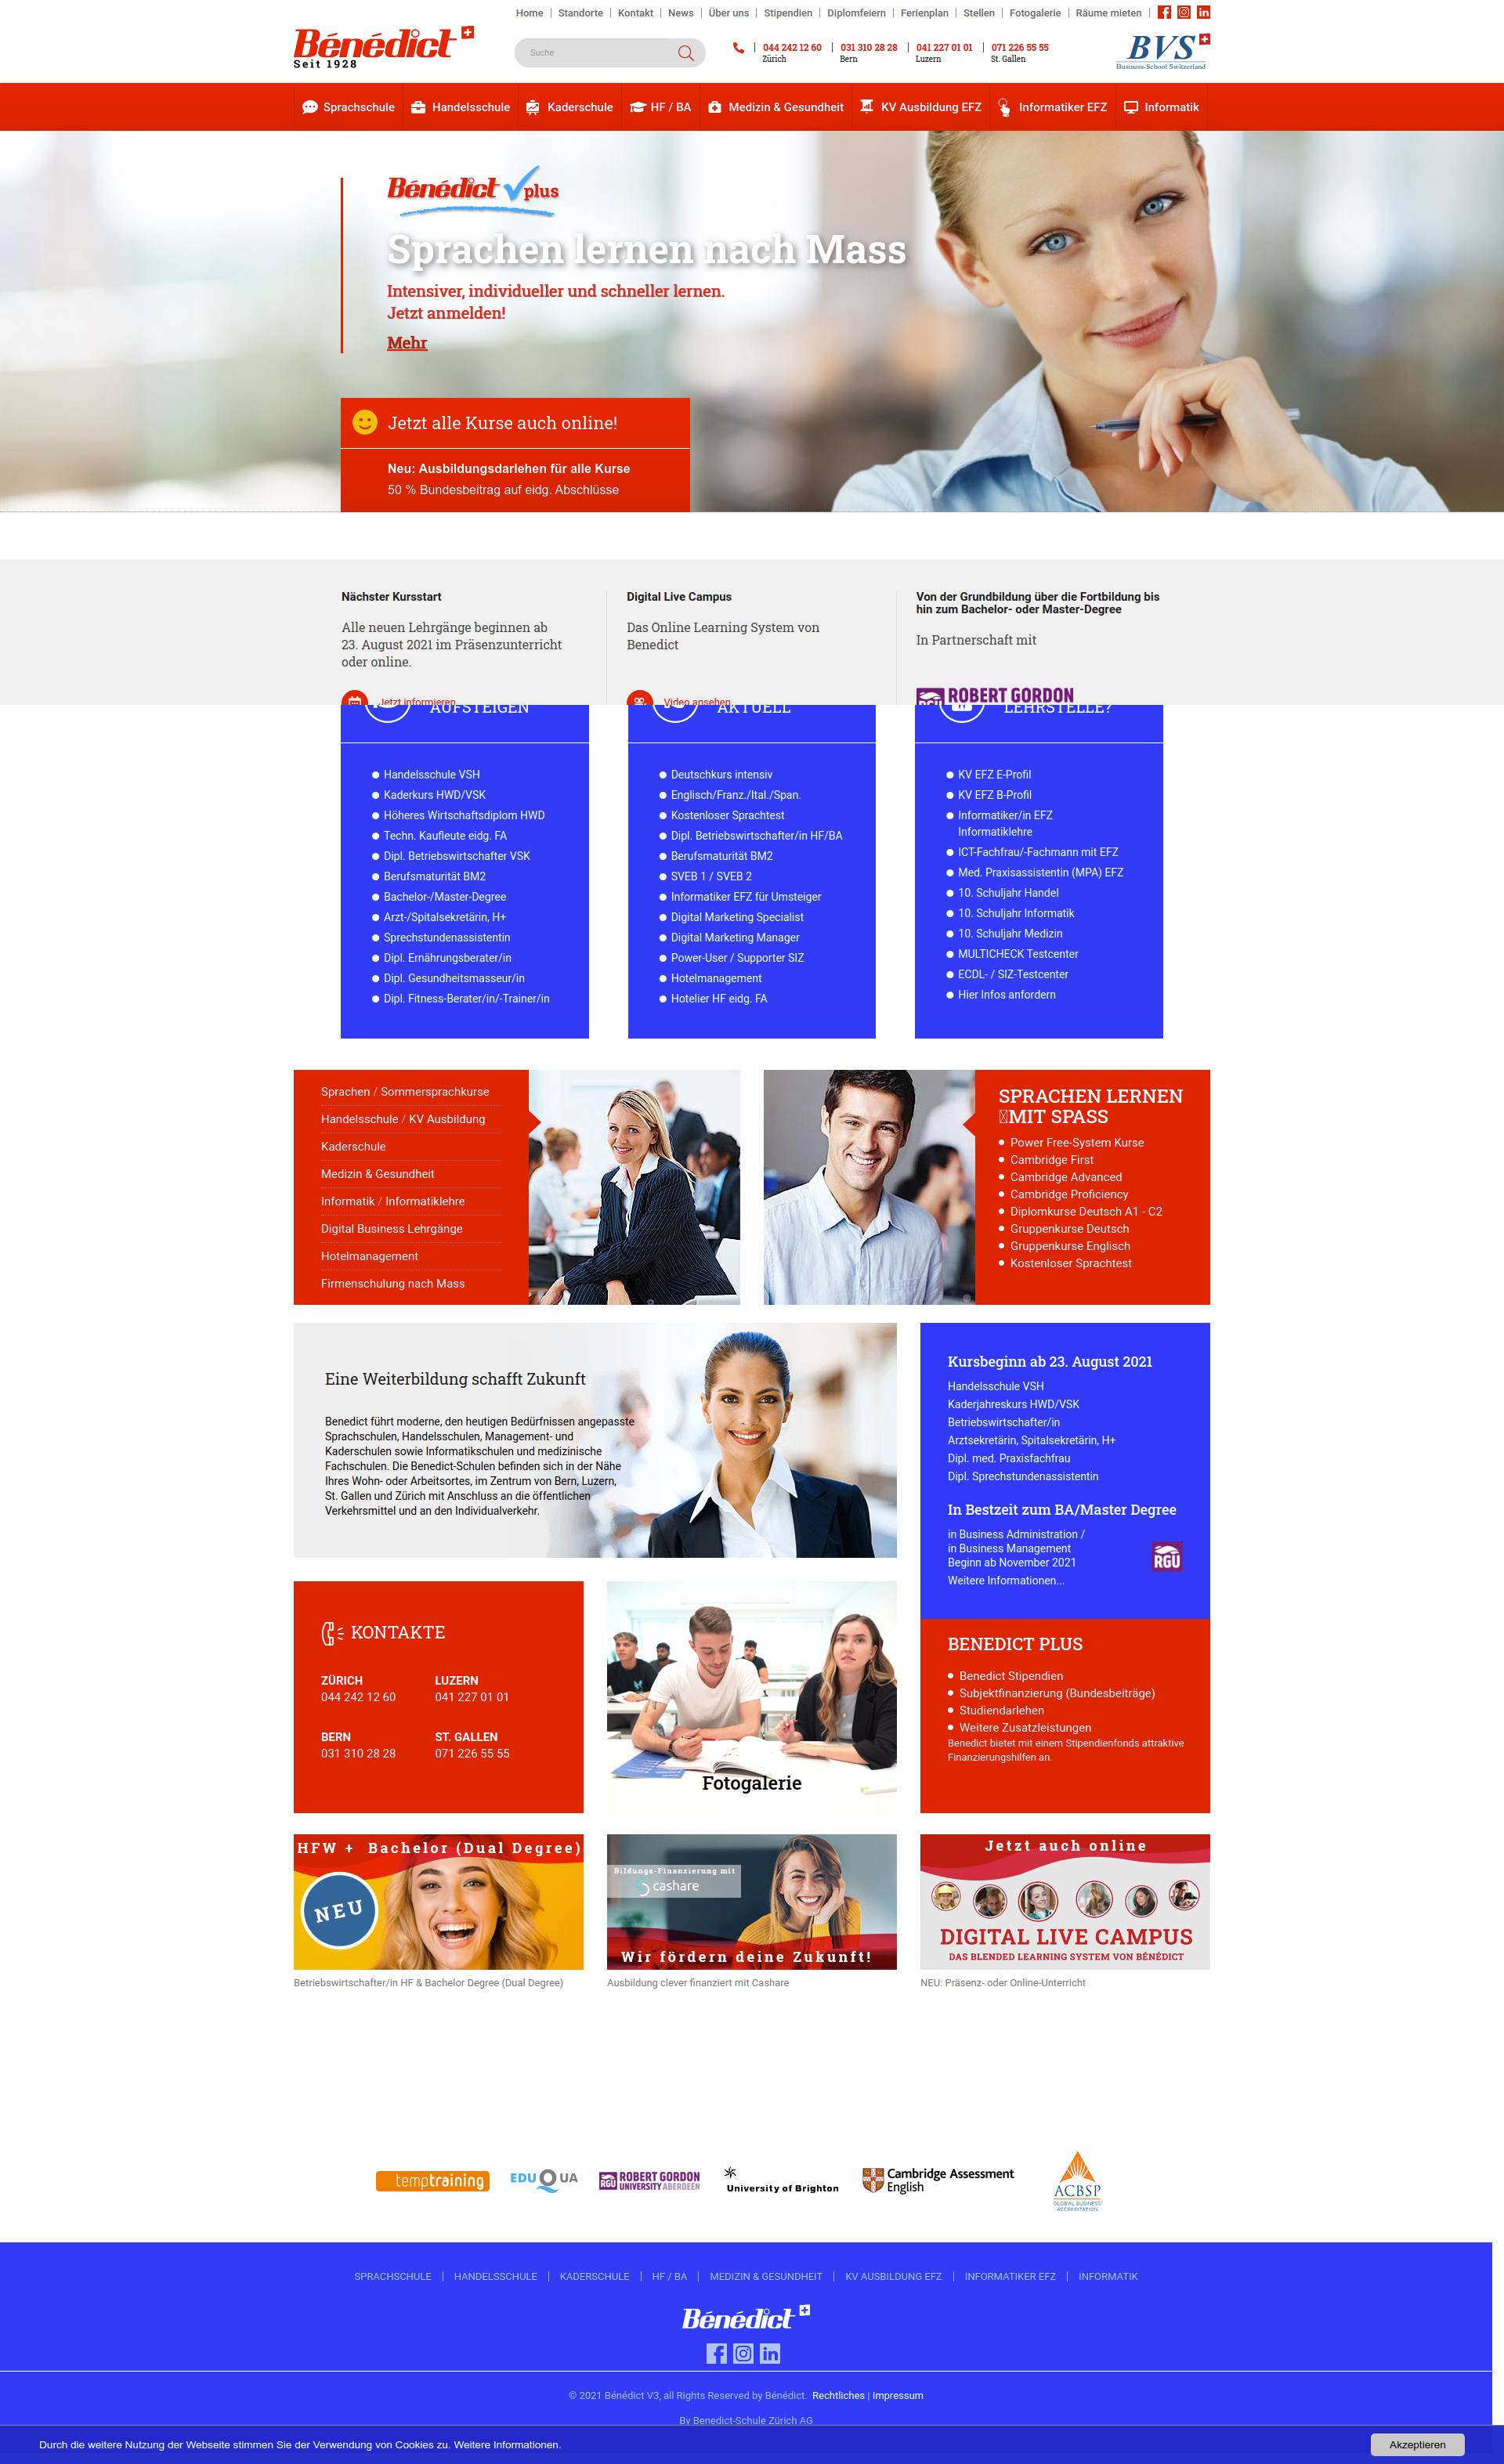 Home | Standorte | Kontakt | News | Über uns | Stipendien | Diplomfeiern | Ferienplan | Stellen | Fotogalerie | Räume mieten |
Bénédict
Seit 1928
Suche
044 242 12 60
Zürich
031 310 28 28
Bern
041 227 01 01
Luzern
071 226 55 55
St. Gallen
BVS
Business-School Switzerland
Sprachschule
Handelsschule
Kaderschule
HF / BA
Medizin & Gesundheit
KV Ausbildung EFZ
Informatiker EFZ
Informatik
Bénédict plus
Sprachen lernen nach Mass
Intensiver, individueller und schneller lernen.
Jetzt anmelden!
Mehr
Jetzt alle Kurse auch online!
Neu: Ausbildungsdarlehen für alle Kurse
50 % Bundesbeitrag auf eidg. Abschlüsse
Nächster Kursstart
Alle neuen Lehrgänge beginnen ab
23. August 2021 im Präsenzunterricht
oder online.
Jetzt informieren
Digital Live Campus
Das Online Learning System von
Benedict
Video ansehen
Von der Grundbildung über die Fortbildung bis
hin zum Bachelor- oder Master-Degree
In Partnerschaft mit
ROBERT GORDON
RGU
AUFSTEIGEN
Handelsschule VSH
Kaderkurs HWD/VSK
Höheres Wirtschaftsdiplom HWD
Techn. Kaufleute eidg. FA
Dipl. Betriebswirtschafter VSK
Berufsmaturität BM2
Bachelor-/Master-Degree
Arzt-/Spitalsekretärin, H+
Sprechstundenassistentin
Dipl. Ernährungsberater/in
Dipl. Gesundheitsmasseur/in
Dipl. Fitness-Berater/in/-Trainer/in
AKTUELL
Deutschkurs intensiv
Englisch/Franz./Ital./Span.
Kostenloser Sprachtest
Dipl. Betriebswirtschafter/in HF/BA
Berufsmaturität BM2
SVEB 1 / SVEB 2
Informatiker EFZ für Umsteiger
Digital Marketing Specialist
Digital Marketing Manager
Power-User / Supporter SIZ
Hotelmanagement
Hotelier HF eidg. FA
LEHRSTELLE?
KV EFZ E-Profil
KV EFZ B-Profil
Informatiker/in EFZ
Informatiklehre
ICT-Fachfrau/-Fachmann mit EFZ
Med. Praxisassistentin (MPA) EFZ
10. Schuljahr Handel
10. Schuljahr Informatik
10. Schuljahr Medizin
MULTICHECK Testcenter
ECDL- / SIZ-Testcenter
Hier Infos anfordern
Sprachen / Sommersprachkurse
Handelsschule / KV Ausbildung
Kaderschule
Medizin & Gesundheit
Informatik / Informatiklehre
Digital Business Lehrgänge
Hotelmanagement
Firmenschulung nach Mass
SPRACHEN LERNEN
MIT SPASS
Power Free-System Kurse
Cambridge First
Cambridge Advanced
Cambridge Proficiency
Diplomkurse Deutsch A1 - C2
Gruppenkurse Deutsch
Gruppenkurse Englisch
Kostenloser Sprachtest
Eine Weiterbildung schafft Zukunft
Benedict führt moderne, den heutigen Bedürfnissen angepasste
Sprachschulen, Handelsschulen, Management- und
Kaderschulen sowie Informatikschulen und medizinische
Fachschulen. Die Benedict-Schulen befinden sich in der Nähe
Ihres Wohn- oder Arbeitsortes, im Zentrum von Bern, Luzern,
St. Gallen und Zürich mit Anschluss an die öffentlichen
Verkehrsmittel und an den Individualverkehr.
Kursbeginn ab 23. August 2021
Handelsschule VSH
Kaderjahreskurs HWD/VSK
Betriebswirtschafter/in
Arztsekretärin, Spitalsekretärin, H+
Dipl. med. Praxisfachfrau
Dipl. Sprechstundenassistentin
In Bestzeit zum BA/Master Degree
in Business Administration /
in Business Management
Beginn ab November 2021
Weitere Informationen...
RGU
KONTAKTE
ZÜRICH
044 242 12 60
LUZERN
041 227 01 01
BERN
031 310 28 28
ST. GALLEN
071 226 55 55
Fotogalerie
BENEDICT PLUS
Benedict Stipendien
Subjektfinanzierung (Bundesbeiträge)
Studiendarlehen
Weitere Zusatzleistungen
Benedict bietet mit einem Stipendienfonds attraktive
Finanzierungshilfen an.
HFW + Bachelor (Dual Degree)
NEU
Betriebswirtschafter/in HF & Bachelor Degree (Dual Degree)
Bildungs-Finanzierung mit
cashare
Wir fördern deine Zukunft!
Ausbildung clever finanziert mit Cashare
Jetzt auch online
DIGITAL LIVE CAMPUS
DAS BLENDED LEARNING SYSTEM VON BÉNÉDICT
NEU: Präsenz- oder Online-Unterricht
temptraining
EDUQUA
RGU
ROBERT GORDON
UNIVERSITY ABERDEEN
University of Brighton
Cambridge Assessment
English
ACBSP
GLOBAL BUSINESS
ACCREDITATION
SPRACHSCHULE | HANDELSSCHULE | KADERSCHULE | HF / BA | MEDIZIN & GESUNDHEIT | KV AUSBILDUNG EFZ | INFORMATIKER EFZ | INFORMATIK
Bénédict
© 2021 Bénédict V3, all Rights Reserved by Bénédict. Rechtliches | Impressum
By Benedict-Schule Zürich AG
Durch die weitere Nutzung der Webseite stimmen Sie der Verwendung von Cookies zu. Weitere Informationen.
Akzeptieren